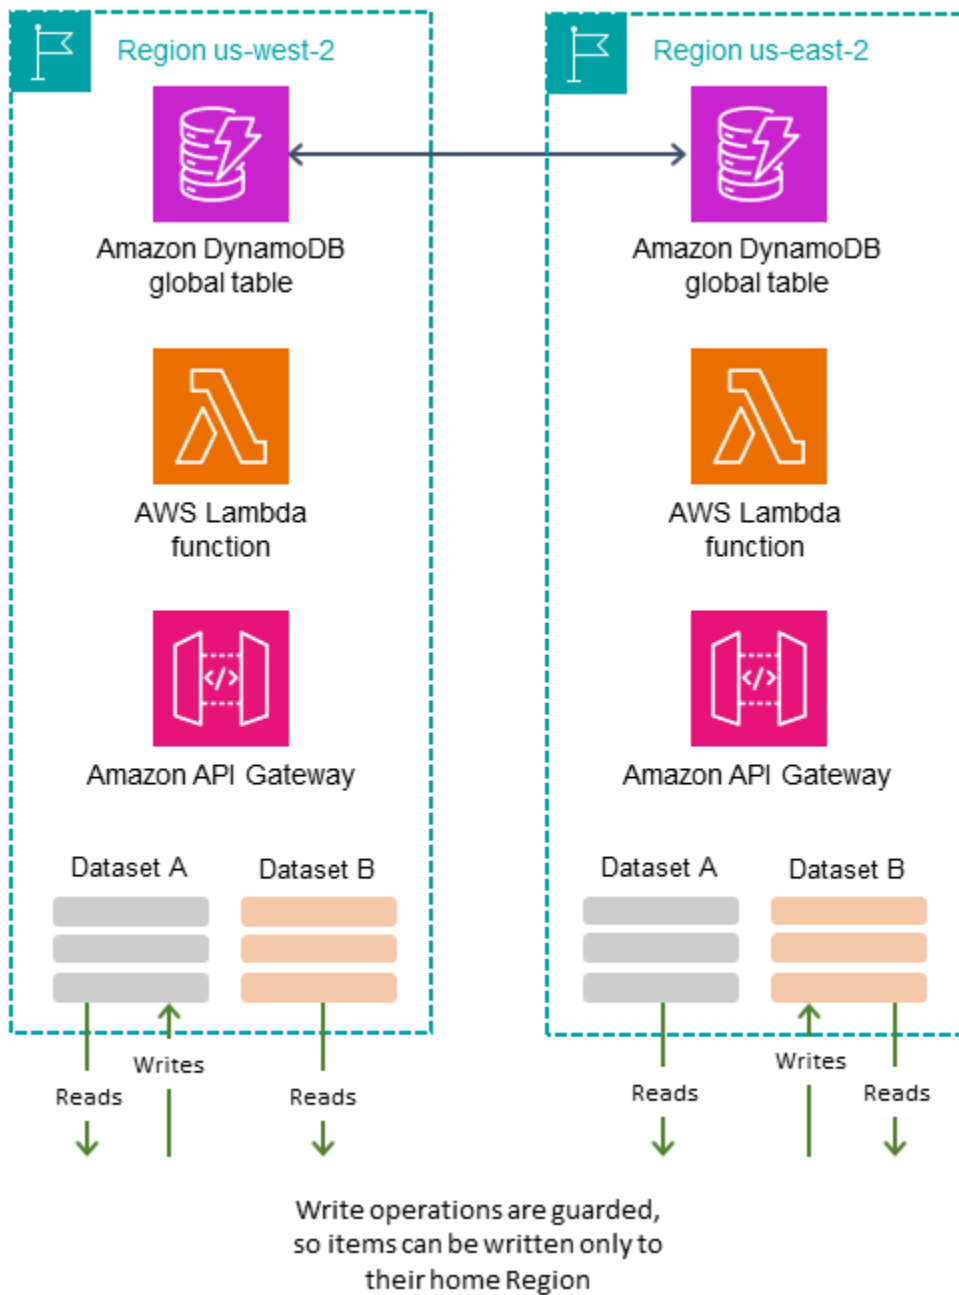 Region us-west-2
Amazon DynamoDB
global table
AWS Lambda
function
</>
Amazon API Gateway
Dataset A
Dataset B
Reads
Writes
Reads
Region us-east-2
Amazon DynamoDB
global table
AWS Lambda
function
</>
Amazon API Gateway
Dataset A
Dataset B
Reads
Writes
Reads
Write operations are guarded,
so items can be written only to
their home Region